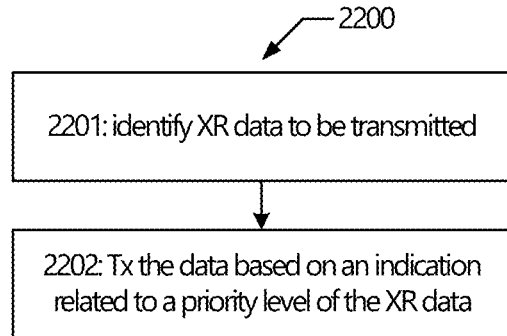 2200
2201: identify XR data to be transmitted
2202: Tx the data based on an indication
related to a priority level of the XR data